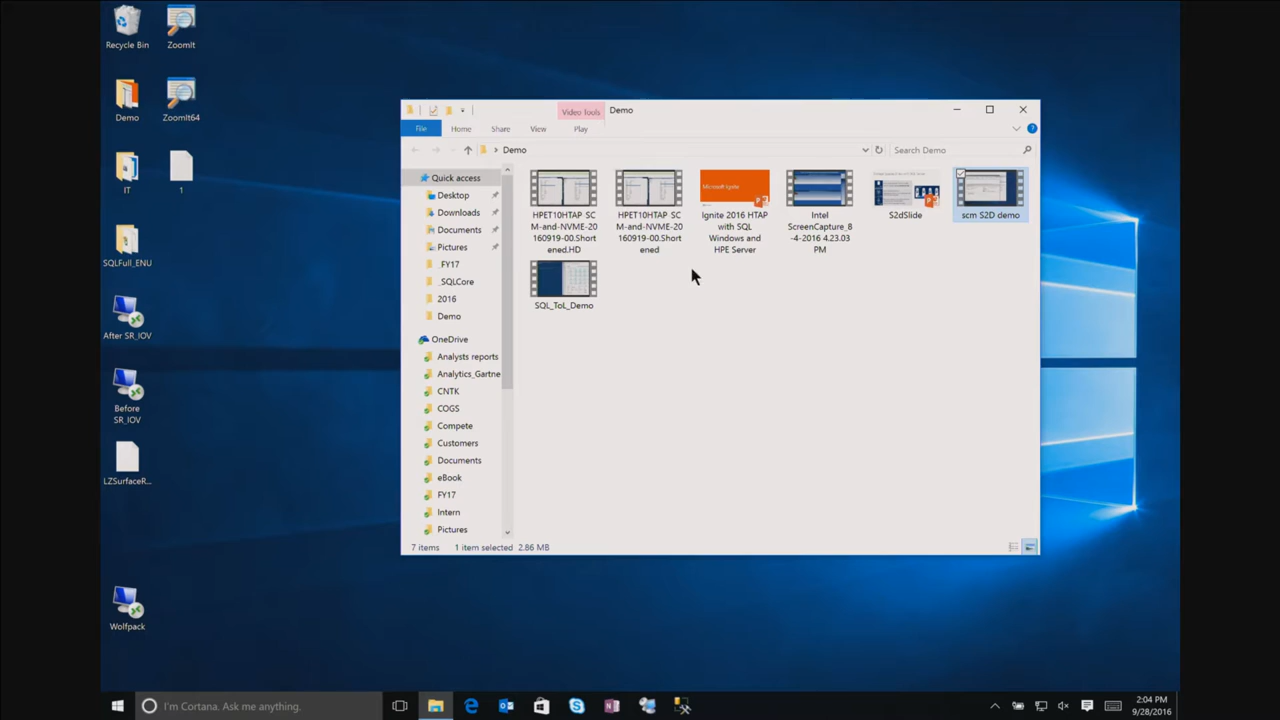 Recycle Bin
ZoomIt
Demo
ZoomIt64
IT
1
SQLFull_ENU
After SR_IOV
Before
SR_IOV
LZSurfaceR...
Wolfpack
Video Tools
Demo
File
Home
Share
View
Play
Demo
Search Demo
Quick access
Desktop
Downloads
Documents
Pictures
_FY17
_SQLCore
2016
Demo
OneDrive
Analysts reports
Analytics_Gartne
CNTK
COGS
Compete
Customers
Documents
eBook
FY17
Intern
Pictures
HPET10HTAP SC
M-and-NVME-20
160919-00.Short
ened.HD
HPET10HTAP SC
M-and-NVME-20
160919-00.Short
ened
Microsoft Ignite
Ignite 2016 HTAP
with SQL
Windows and
HPE Server
Intel
ScreenCapture_8
-4-2016 4.23.03
PM
S2dSlide
scm S2D demo
SQL_ToL_Demo
7 items
1 item selected
2.86 MB
I'm Cortana. Ask me anything.
2:04 PM
9/28/2016